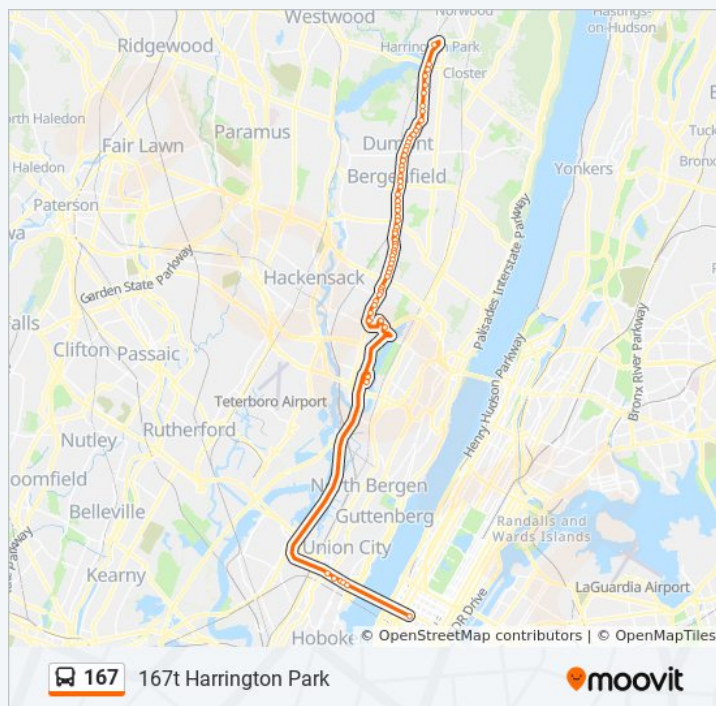 Westwood
Norwood
Hastings-
on-Hudson
Ridgewood
Harrington Park
Closter
orth Haledon
Paramus
Dumont
Tuck
Fair Lawn
Haledon
Bergenfield
Yonkers
Bronx
Paterson
Palisades Interstate Parkway
Garden State Parkway
Hackensack
Falls
Clifton
Passaic
Henry Hudson Parkway
Bronx River Parkway
Teterboro Airport
Nutley
Rutherford
oomfield
North Bergen
Belleville
Guttenberg
Randalls and
Wards Islands
Union City
Kearny
LaGuardia Airport
DR Drive
Hoboke
© OpenStreetMap contributors | © OpenMapTiles
167
167t Harrington Park
moovit